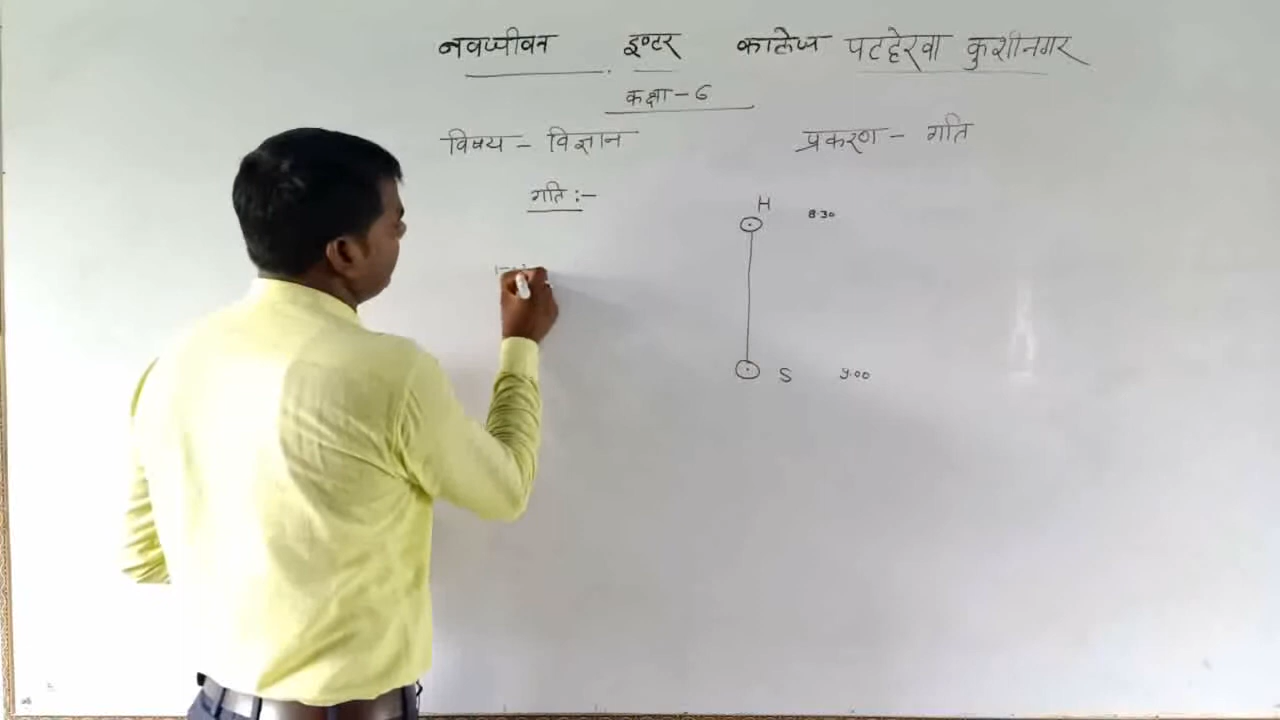 नवजीवन इण्टर कालेज पटहेरवा कुशीनगर
कक्षा - 6
विषय - विज्ञान प्रकरण - गति
गति :-
H 8.30
S 9.00